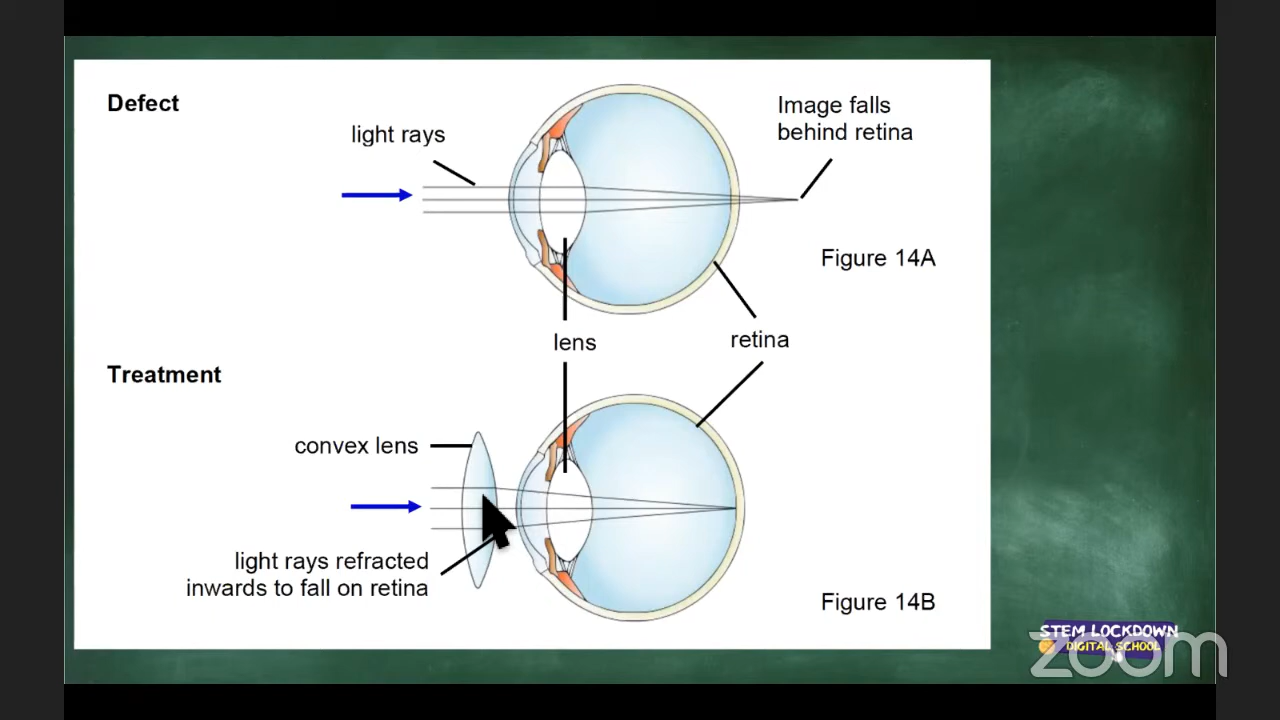 Defect
light rays
Image falls
behind retina
Figure 14A
lens
retina
Treatment
convex lens
light rays refracted
inwards to fall on retina
Figure 14B
STEM LOCKDOWN
DIGITAL SCHOOL
zoom